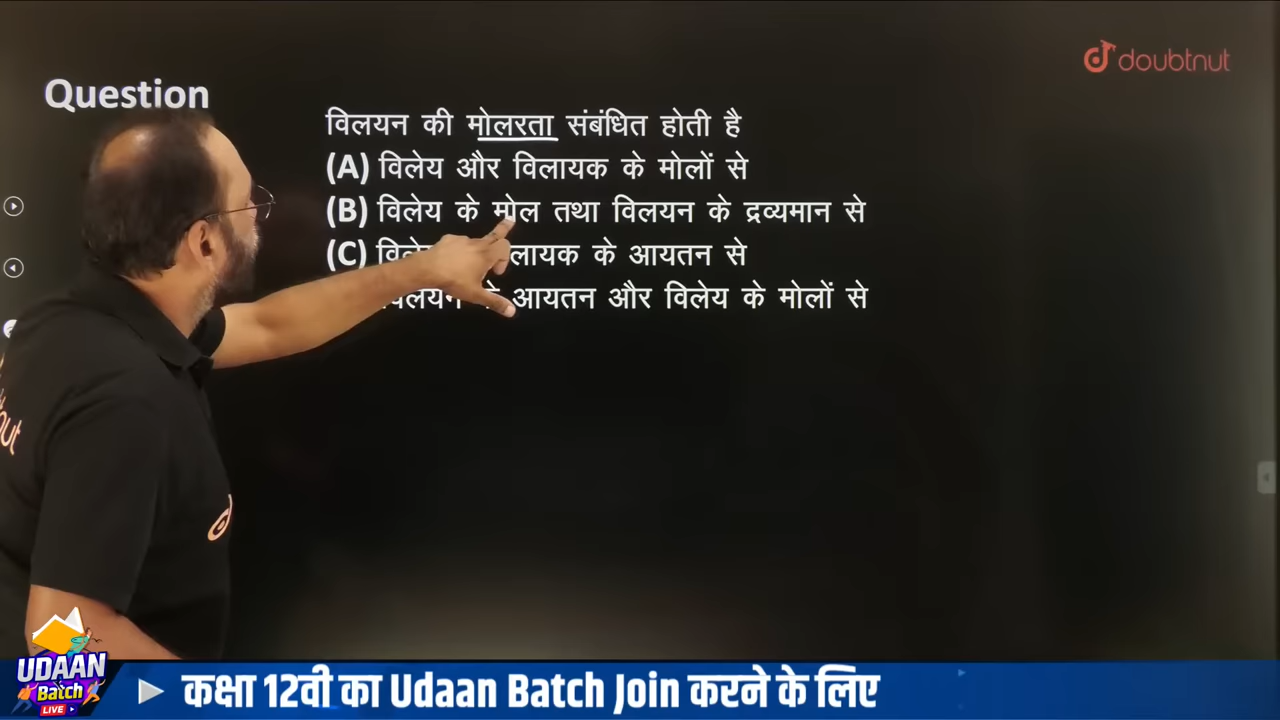 doubtnut
Question
विलयन की मोलरता संबंधित होती है
(A) विलेय और विलायक के मोलों से
(B) विलेय के मोल तथा विलयन के द्रव्यमान से
(C) के आयतन से
आयतन और विलेय के मोलों से
UDAAN
Batch
LIVE
कक्षा 12वी का Udaan Batch Join करने के लिए